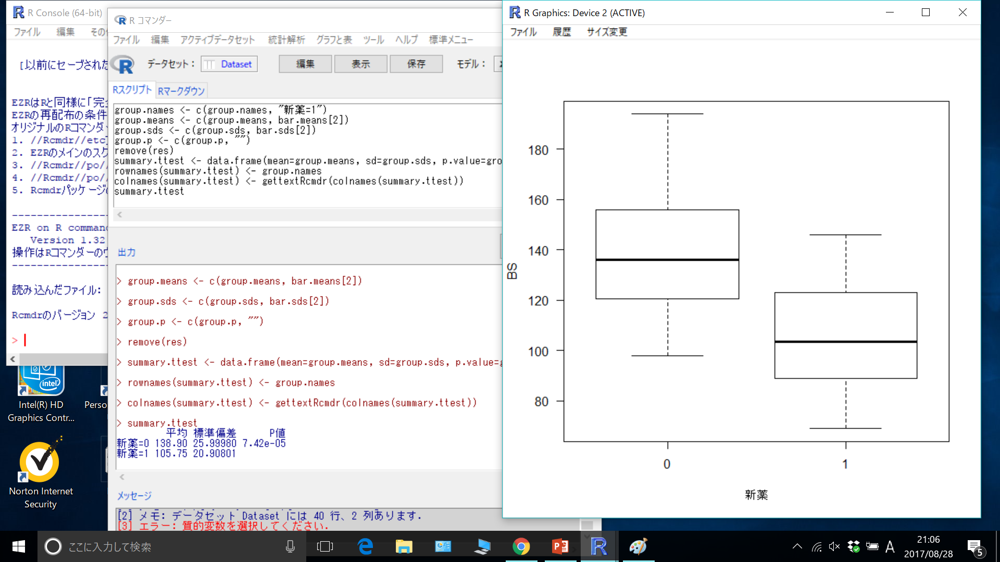 R Console (64-bit)
ファイル 編集 その
[以前にセーブされた
EZRはRと同様に「完
EZRの再配布の条件
オリジナルのRコマンダ
1. //Rcmdr//etc
2. EZRのメインのスク
3. //Rcmdr//po//
4. //Rcmdr//po//
5. Rcmdrパッケージ
EZR on R comman
Version 1.32
操作はRコマンダーの
読み込んだファイル:
Rcmdrのバージョン 2
>
R コマンダー
ファイル 編集 アクティブデータセット 統計解析 グラフと表 ツール ヘルプ 標準メニュー
データセット： Dataset 編集 表示 保存 モデル：
Rスクリプト Rマークダウン
group.names <- c(group.names, "新薬=1")
group.means <- c(group.means, bar.means[2])
group.sds <- c(group.sds, bar.sds[2])
group.p <- c(group.p, "")
remove(res)
summary.ttest <- data.frame(mean=group.means, sd=group.sds, p.value=gro
rownames(summary.ttest) <- group.names
colnames(summary.ttest) <- gettextRcmdr(colnames(summary.ttest))
summary.ttest
出力
> group.means <- c(group.means, bar.means[2])
> group.sds <- c(group.sds, bar.sds[2])
> group.p <- c(group.p, "")
> remove(res)
> summary.ttest <- data.frame(mean=group.means, sd=group.sds, p.value=g
> rownames(summary.ttest) <- group.names
> colnames(summary.ttest) <- gettextRcmdr(colnames(summary.ttest))
> summary.ttest
平均 標準偏差 P値
新薬=0 138.90 25.99980 7.42e-05
新薬=1 105.75 20.90801
メッセージ
[2] メモ: データセット Dataset には 40 行、2 列あります.
[3] エラー: 質的変数を選択してください.
R Graphics: Device 2 (ACTIVE)
ファイル 履歴 サイズ変更
180
160
140
120
100
80
BS
0 1
新薬
Intel(R) HD
Graphics Contr...
Perso
Norton Internet
Security
ここに入力して検索
A
21:06
2017/08/28
5